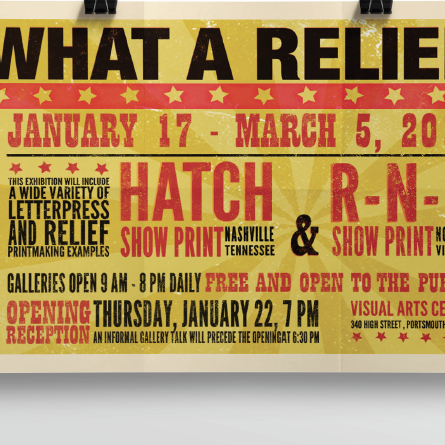 WHAT A RELIE
JANUARY 17 - MARCH 5, 20
THIS EXHIBITION WILL INCLUDE
A WIDE VARIETY OF
LETTERPRESS
AND RELIEF
PRINTMAKING EXAMPLES
HATCH
SHOW PRINT NASHVILLE TENNESSEE
&
R-N-
SHOW PRINT
GALLERIES OPEN 9 AM - 8 PM DAILY FREE AND OPEN TO THE PU
OPENING RECEPTION
THURSDAY, JANUARY 22, 7 PM
AN INFORMAL GALLERY TALK WILL PRECEDE THE OPENINGAT 6:30 PM
VISUAL ARTS CE
340 HIGH STREET , PORTSMOUTH